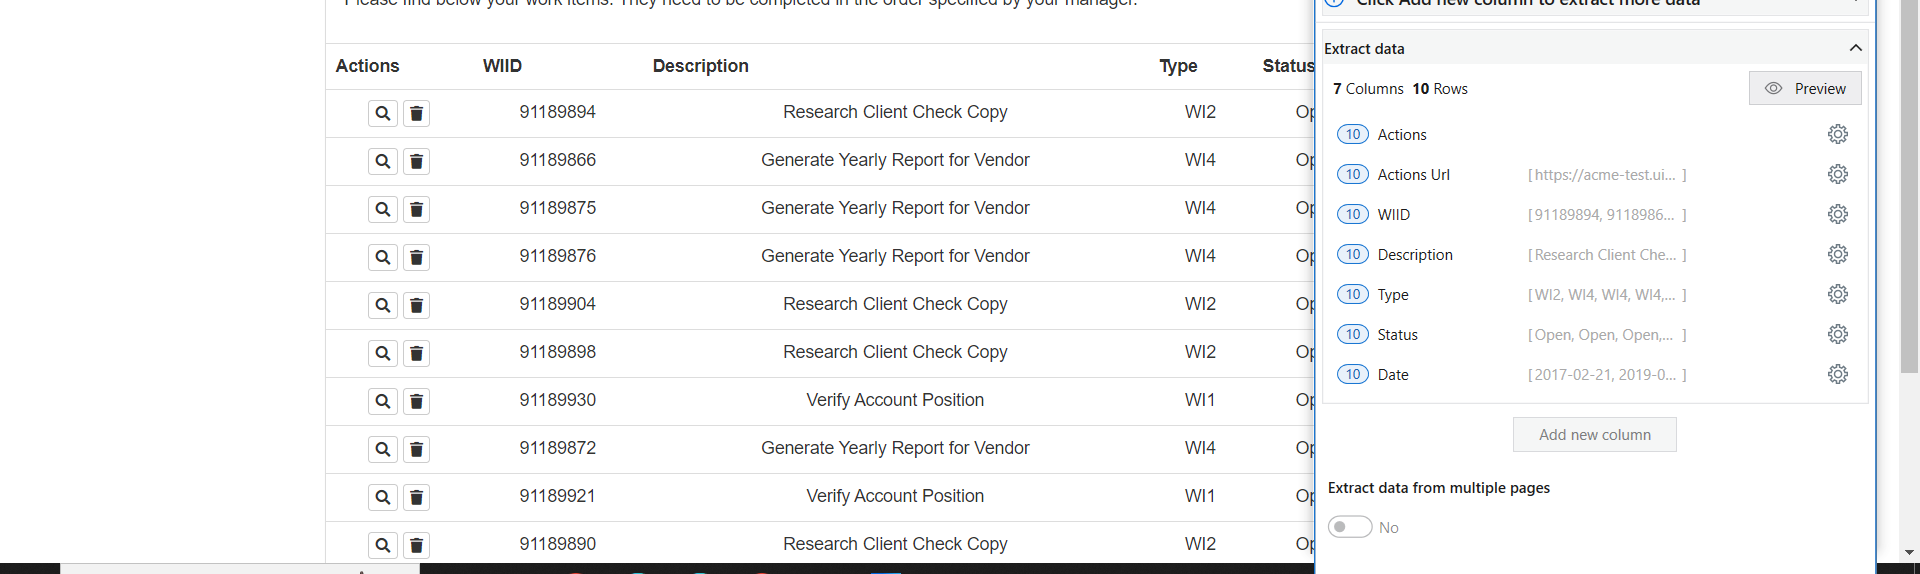 Please find below your work items. They need to be completed in the order specified by your manager.
Actions WIID Description Type Status
91189894 Research Client Check Copy WI2 Op
91189866 Generate Yearly Report for Vendor WI4 Op
91189875 Generate Yearly Report for Vendor WI4 Op
91189876 Generate Yearly Report for Vendor WI4 Op
91189904 Research Client Check Copy WI2 Op
91189898 Research Client Check Copy WI2 Op
91189930 Verify Account Position WI1 Op
91189872 Generate Yearly Report for Vendor WI4 Op
91189921 Verify Account Position WI1 Op
91189890 Research Client Check Copy WI2 Op
Click Add new column to extract more data
Extract data
7 Columns 10 Rows Preview
10 Actions
10 Actions Url [ https://acme-test.ui... ]
10 WIID [ 91189894, 9118986... ]
10 Description [ Research Client Che... ]
10 Type [ WI2, WI4, WI4, WI4,... ]
10 Status [ Open, Open, Open,... ]
10 Date [ 2017-02-21, 2019-0... ]
Add new column
Extract data from multiple pages
No